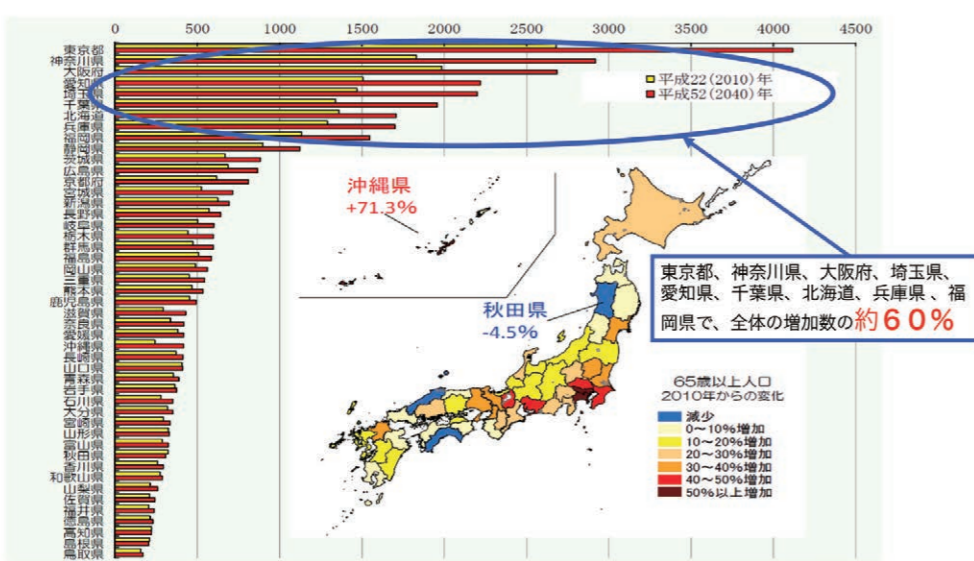 0 500 1000 1500 2000 2500 3000 3500 4000 4500
東京都
神奈川県
大阪府
愛知県
埼玉県
千葉県
北海道
兵庫県
福岡県
静岡県
茨城県
広島県
京都府
宮城県
新潟県
長野県
岐阜県
栃木県
群馬県
福島県
岡山県
三重県
熊本県
鹿児島県
滋賀県
奈良県
愛媛県
沖縄県
長崎県
山口県
青森県
岩手県
石川県
大分県
宮崎県
山形県
富山県
秋田県
香川県
和歌山県
山梨県
佐賀県
福井県
徳島県
高知県
島根県
鳥取県
平成22(2010)年
平成52(2040)年
沖縄県
+71.3%
秋田県
-4.5%
東京都、神奈川県、大阪府、埼玉県、
愛知県、千葉県、北海道、兵庫県、福
岡県で、全体の増加数の約60%
65歳以上人口
2010年からの変化
減少
0～10%増加
10～20%増加
20～30%増加
30～40%増加
40～50%増加
50%以上増加